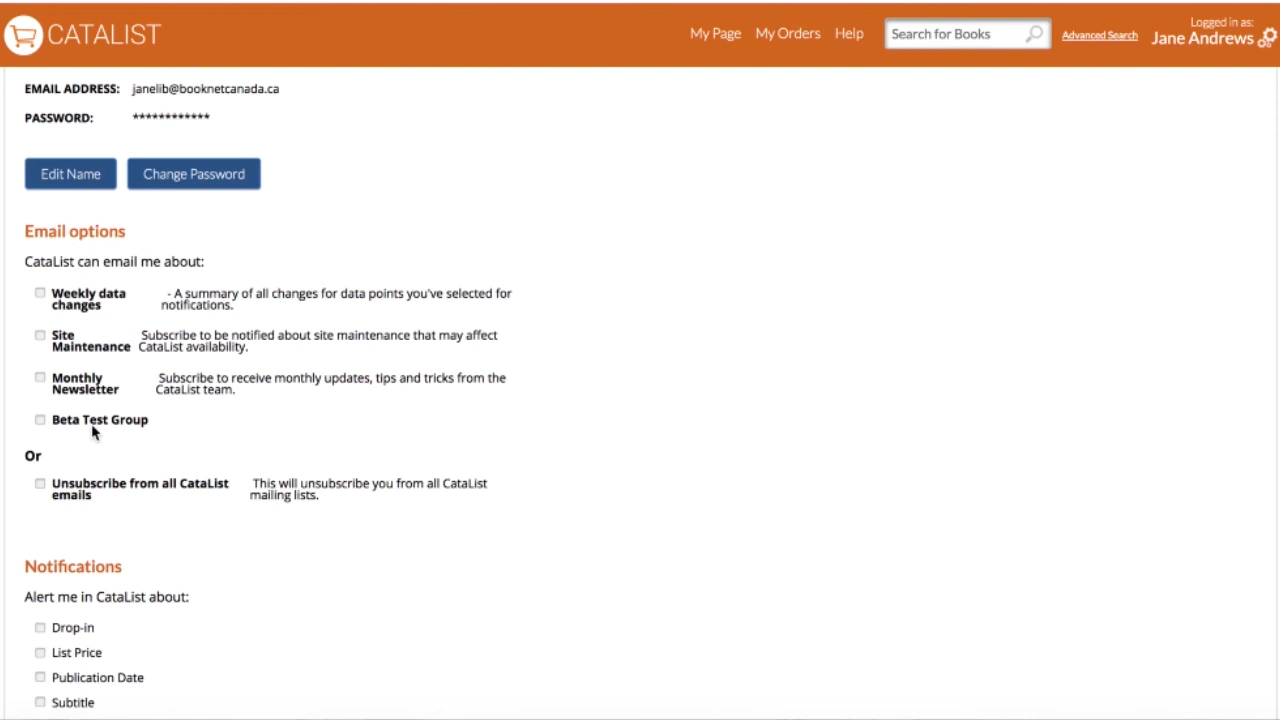 CATALIST
My Page My Orders Help Search for Books Advanced Search
Logged in as:
Jane Andrews
EMAIL ADDRESS: janelib@booknetcanada.ca
PASSWORD: ************
Edit Name Change Password
Email options
CataList can email me about:
Weekly data changes - A summary of all changes for data points you've selected for
notifications.
Site Maintenance Subscribe to be notified about site maintenance that may affect
CataList availability.
Monthly Newsletter Subscribe to receive monthly updates, tips and tricks from the
CataList team.
Beta Test Group
Or
Unsubscribe from all CataList emails This will unsubscribe you from all CataList
mailing lists.
Notifications
Alert me in CataList about:
Drop-in
List Price
Publication Date
Subtitle